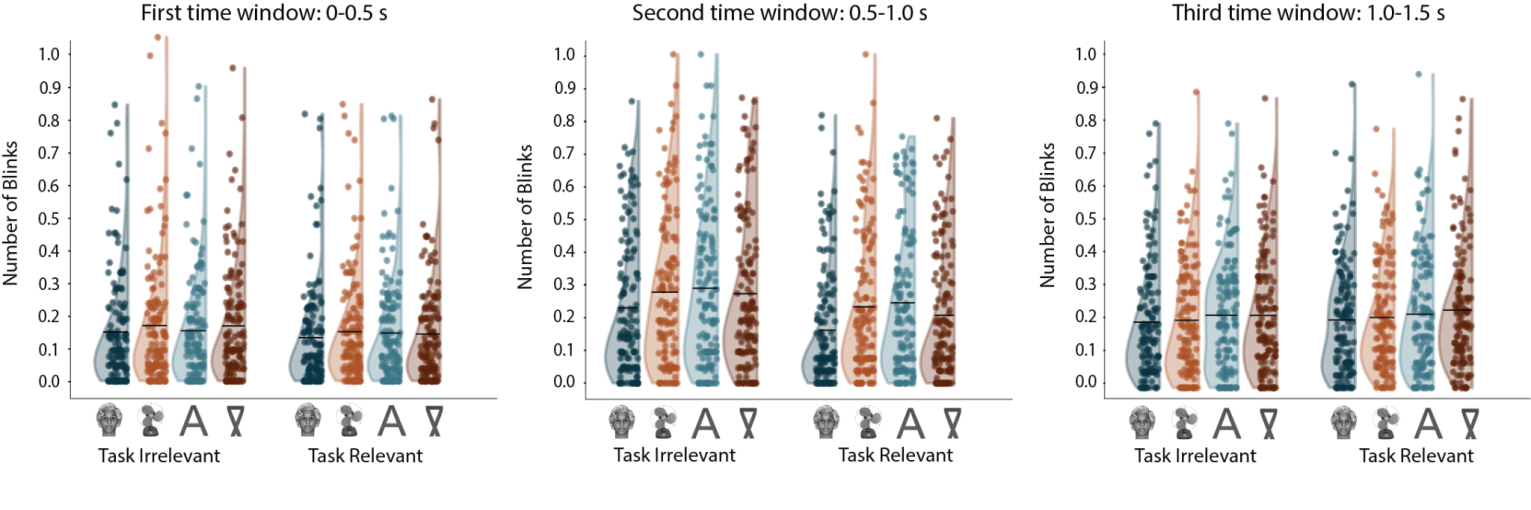 First time window: 0-0.5 s
Number of Blinks
1.0
0.9
0.8
0.7
0.6
0.5
0.4
0.3
0.2
0.1
0.0
A
A
Task Irrelevant
Task Relevant
Second time window: 0.5-1.0 s
Number of Blinks
1.0
0.9
0.8
0.7
0.6
0.5
0.4
0.3
0.2
0.1
0.0
A
A
Task Irrelevant
Task Relevant
Third time window: 1.0-1.5 s
Number of Blinks
1.0
0.9
0.8
0.7
0.6
0.5
0.4
0.3
0.2
0.1
0.0
A
A
Task Irrelevant
Task Relevant